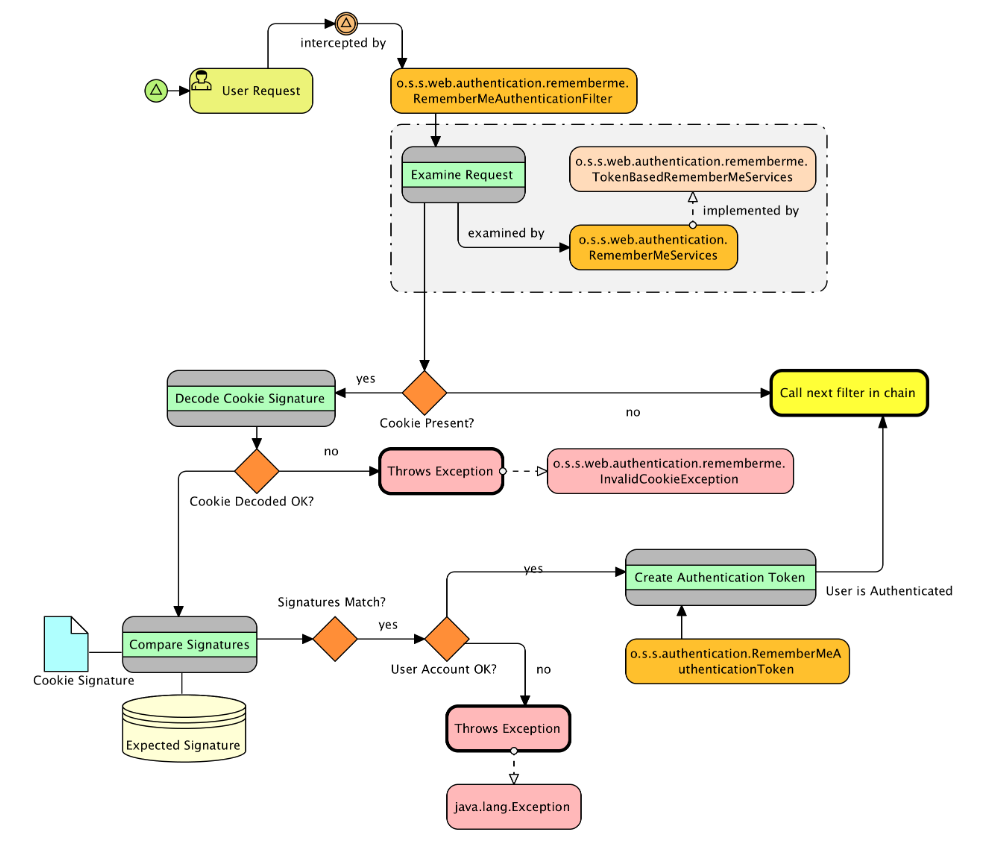 intercepted by
User Request
o.s.s.web.authentication.rememberme.
RememberMeAuthenticationFilter
Examine Request
o.s.s.web.authentication.rememberme.
TokenBasedRememberMeServices
implemented by
examined by
o.s.s.web.authentication.
RememberMeServices
yes
Decode Cookie Signature
Cookie Present?
no
Call next filter in chain
no
Throws Exception
o.s.s.web.authentication.rememberme.
InvalidCookieException
Cookie Decoded OK?
yes
Create Authentication Token
User is Authenticated
Signatures Match?
yes
Compare Signatures
User Account OK?
no
o.s.s.authentication.RememberMeA
uthenticationToken
Cookie Signature
Expected Signature
Throws Exception
java.lang.Exception